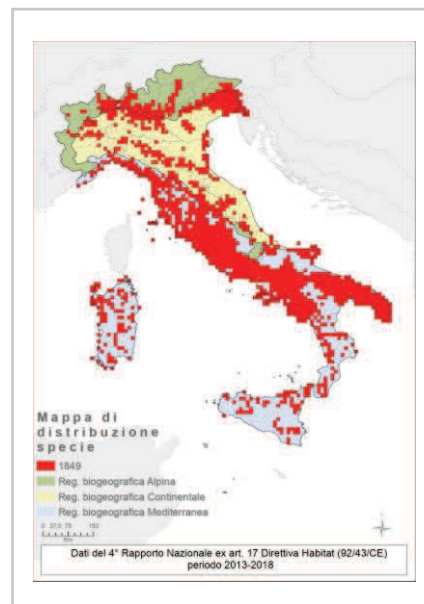 Mappa di
distribuzione
specie
1849
Reg. biogeografica Alpina
Reg. biogeografica Continentale
Reg. biogeografica Mediterranea
0 37,5 75 150
Km
Dati del 4° Rapporto Nazionale ex art. 17 Direttiva Habitat (92/43/CE)
periodo 2013-2018